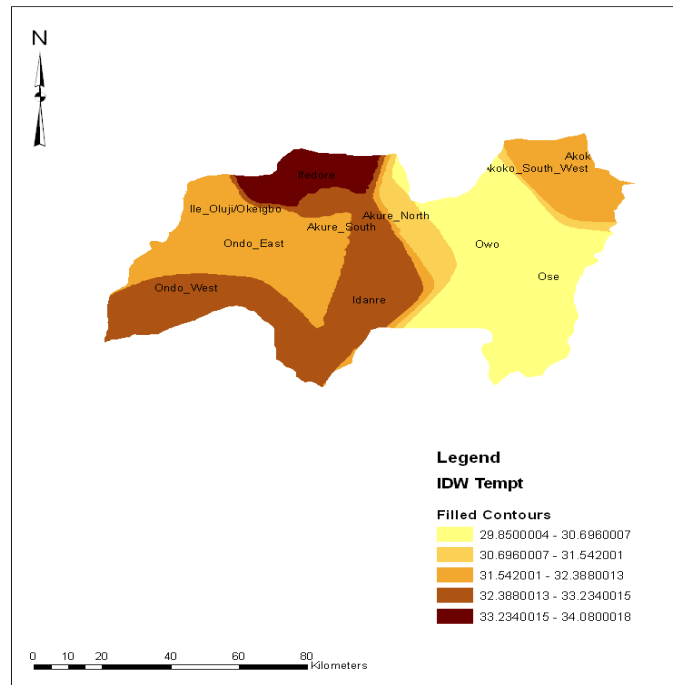 N
Akok
Akoko_South_West
Ifedore
Ile_Oluji/Okeigbo
Akure_North
Akure_South
Ondo_East
Owo
Ose
Ondo_West
Idanre
Legend
IDW Tempt
Filled Contours
29.8500004 - 30.6960007
30.6960007 - 31.542001
31.542001 - 32.3880013
32.3880013 - 33.2340015
33.2340015 - 34.0800018
0 10 20 40 60 80
Kilometers